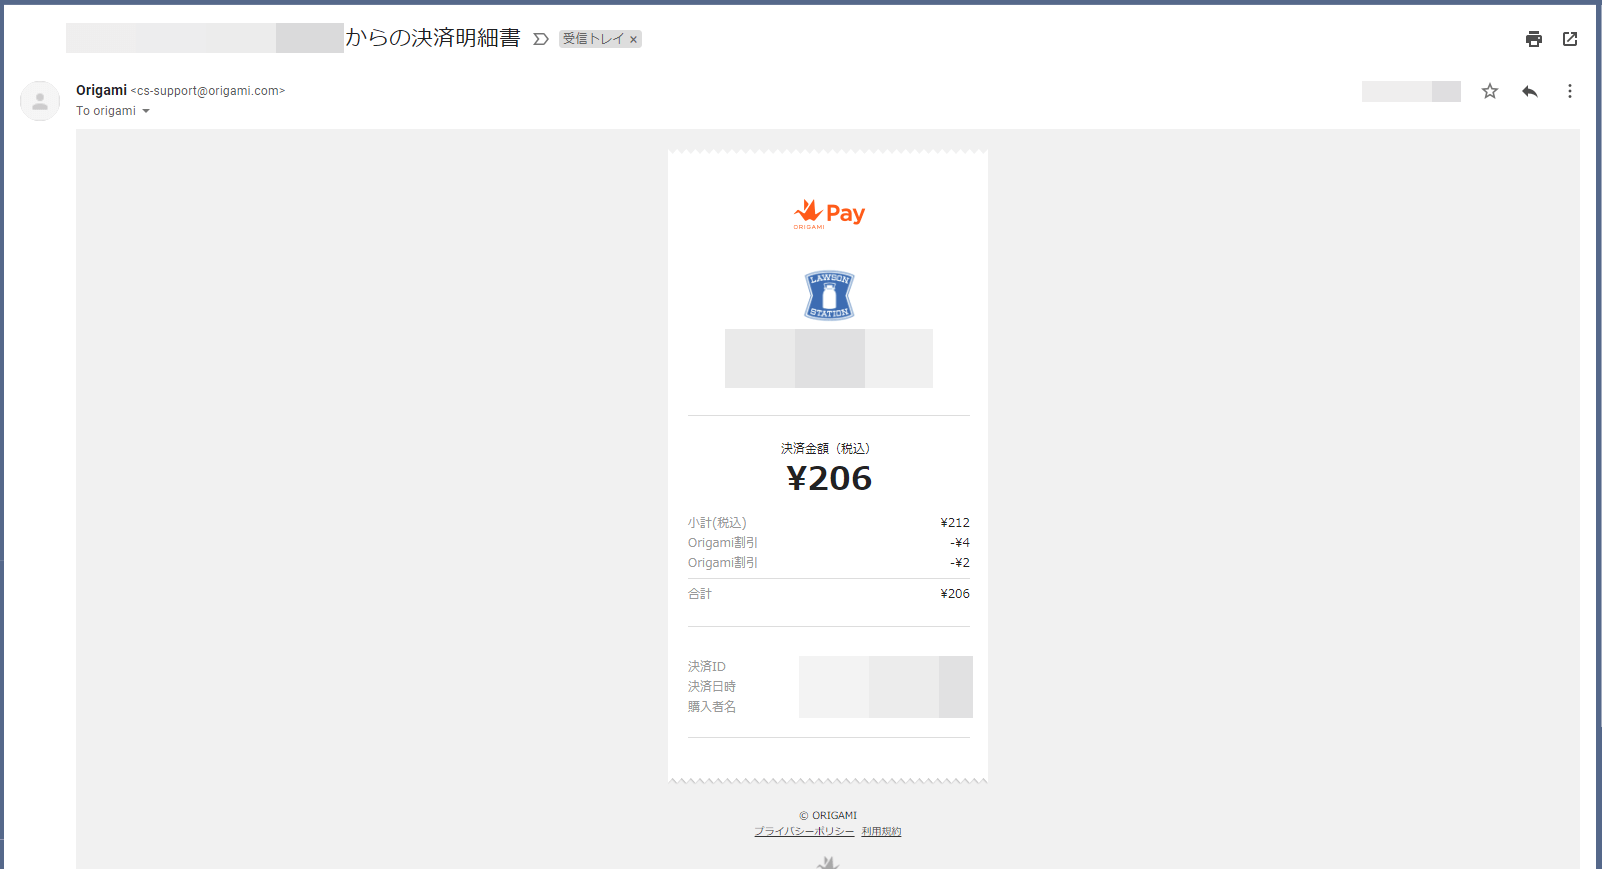 からの決済明細書 受信トレイ ×
Origami <cs-support@origami.com>
To origami
ORIGAMI Pay
LAWSON
STATION
決済金額（税込）
¥206
小計(税込) ¥212
Origami割引 -¥4
Origami割引 -¥2
合計 ¥206
決済ID
決済日時
購入者名
© ORIGAMI
プライバシーポリシー 利用規約